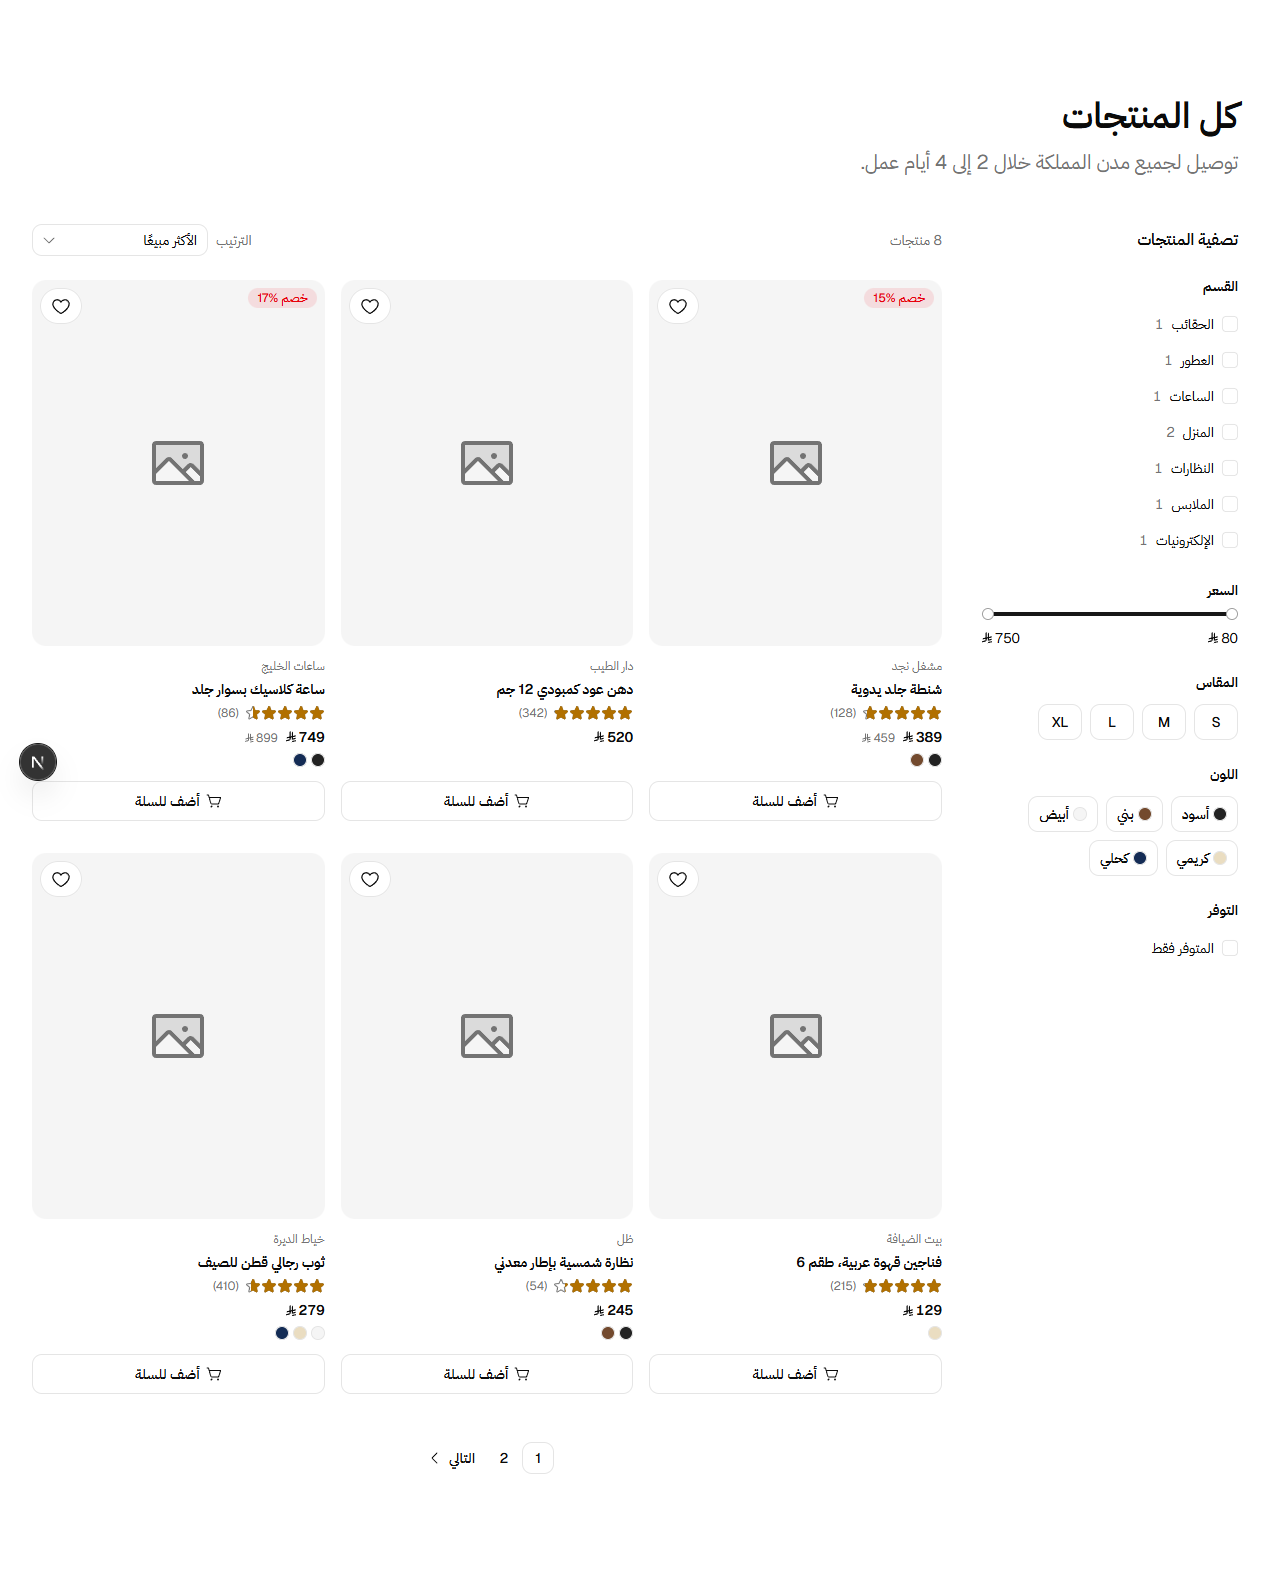 كل المنتجات
توصيل لجميع مدن المملكة خلال 2 إلى 4 أيام عمل.
تصفية المنتجات
القسم
الحقائب 1
العطور 1
الساعات 1
المنزل 2
النظارات 1
الملابس 1
الإلكترونيات 1
السعر
80 ⃁
750 ⃁
المقاس
S
M
L
XL
اللون
أسود
بني
أبيض
كريمي
كحلي
التوفر
المتوفر فقط
8 منتجات
الترتيب
الأكثر مبيعًا
خصم 15%
مشغل نجد
شنطة جلد يدوية
(128)
389 ⃁ 459 ⃁
أضف للسلة
دار الطيب
دهن عود كمبودي 12 جم
(342)
520 ⃁
أضف للسلة
خصم 17%
ساعات الخليج
ساعة كلاسيك بسوار جلد
(86)
749 ⃁ 899 ⃁
أضف للسلة
بيت الضيافة
فناجين قهوة عربية، طقم 6
(215)
129 ⃁
أضف للسلة
ظل
نظارة شمسية بإطار معدني
(54)
245 ⃁
أضف للسلة
خياط الديرة
ثوب رجالي قطن للصيف
(410)
279 ⃁
أضف للسلة
1
2
التالي
N